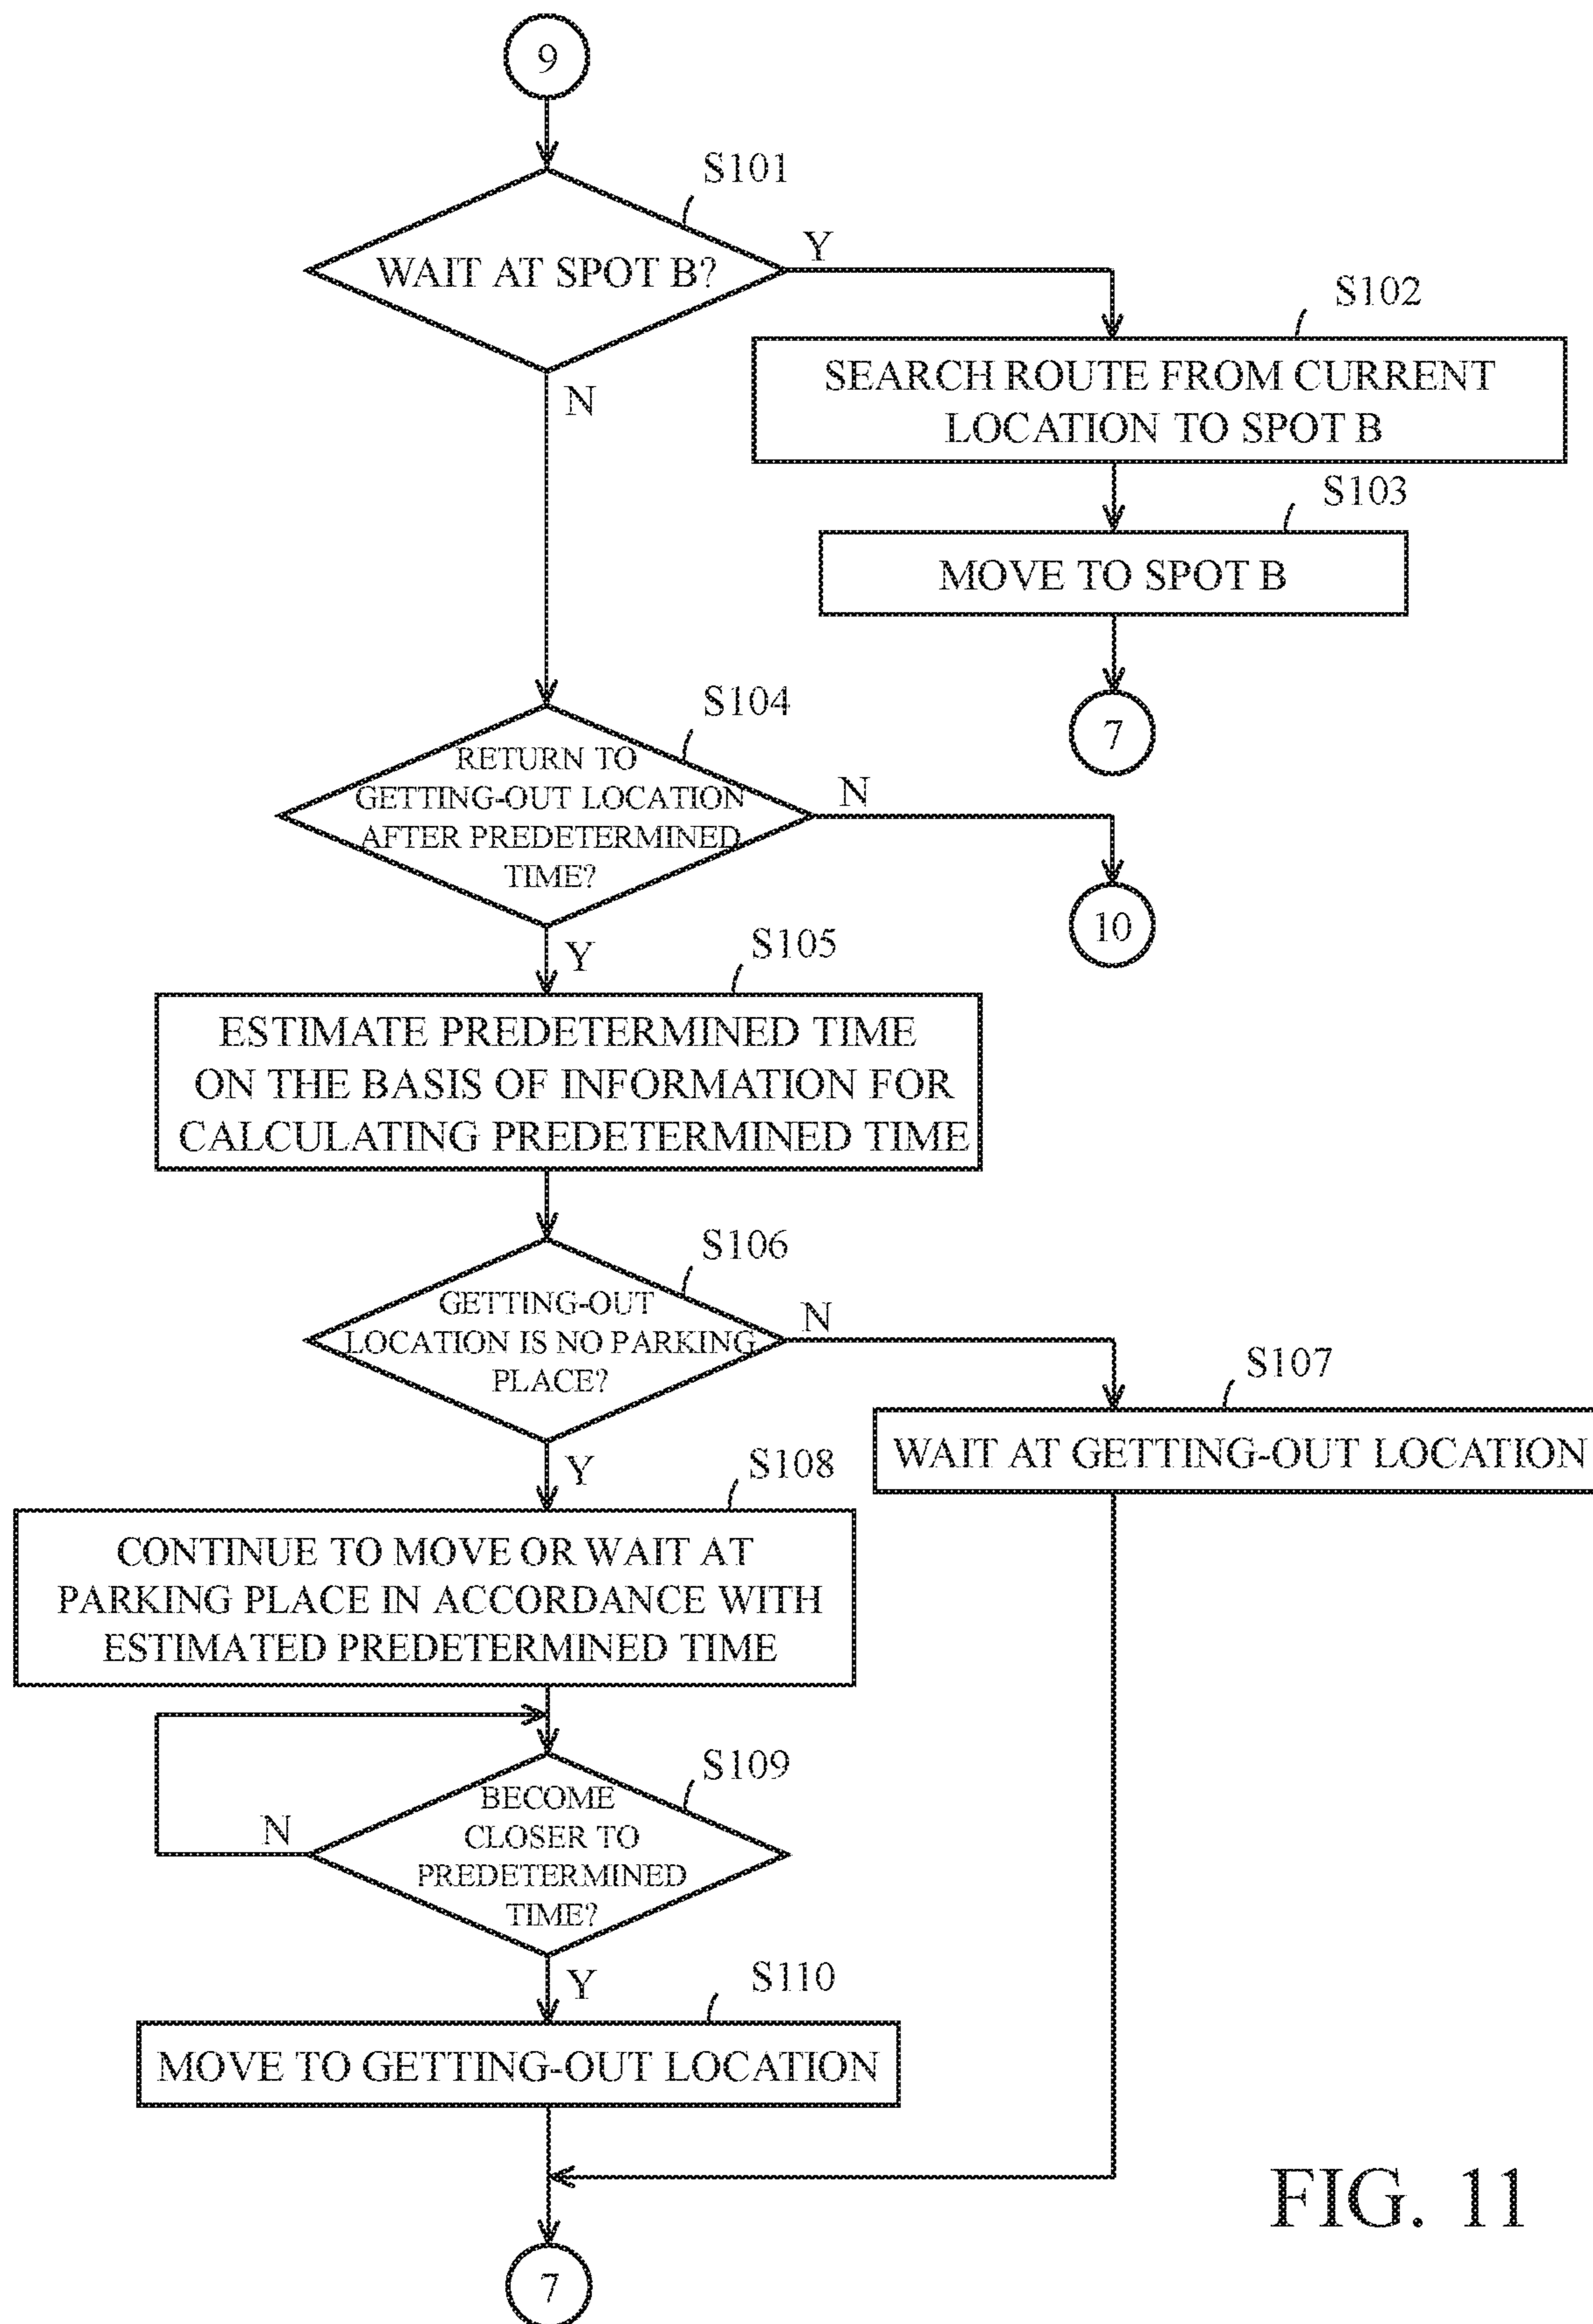 9
S101
WAIT AT SPOT B?
Y
N
S102
SEARCH ROUTE FROM CURRENT
LOCATION TO SPOT B
S103
MOVE TO SPOT B
7
S104
RETURN TO
GETTING-OUT LOCATION
AFTER PREDETERMINED
TIME?
N
10
Y
S105
ESTIMATE PREDETERMINED TIME
ON THE BASIS OF INFORMATION FOR
CALCULATING PREDETERMINED TIME
S106
GETTING-OUT
LOCATION IS NO PARKING
PLACE?
N
S107
WAIT AT GETTING-OUT LOCATION
Y
S108
CONTINUE TO MOVE OR WAIT AT
PARKING PLACE IN ACCORDANCE WITH
ESTIMATED PREDETERMINED TIME
S109
BECOME
CLOSER TO
PREDETERMINED
TIME?
N
Y
S110
MOVE TO GETTING-OUT LOCATION
7
FIG. 11